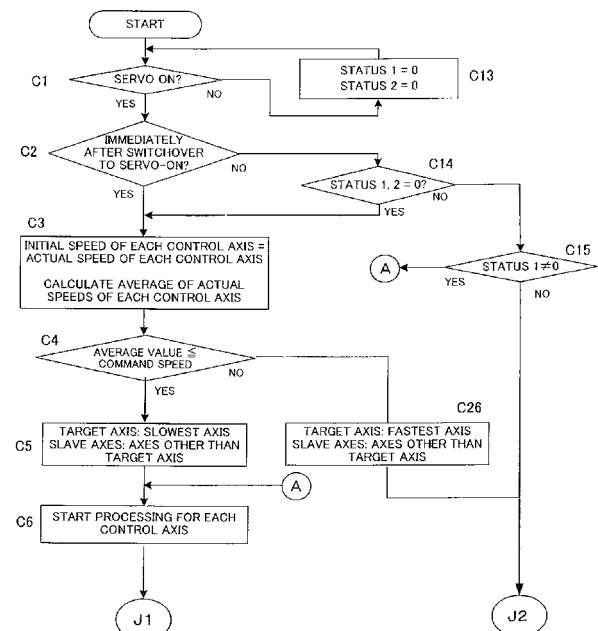 START
C1
SERVO ON?
YES
NO
STATUS 1 = 0
STATUS 2 = 0
C13
C2
IMMEDIATELY
AFTER SWITCHOVER
TO SERVO-ON?
YES
NO
C14
STATUS 1, 2 = 0?
YES
NO
C3
INITIAL SPEED OF EACH CONTROL AXIS =
ACTUAL SPEED OF EACH CONTROL AXIS
CALCULATE AVERAGE OF ACTUAL
SPEEDS OF EACH CONTROL AXIS
C15
STATUS 1≠0
YES
NO
A
C4
AVERAGE VALUE ≦
COMMAND SPEED
YES
NO
C5
TARGET AXIS: SLOWEST AXIS
SLAVE AXES: AXES OTHER THAN
TARGET AXIS
C26
TARGET AXIS: FASTEST AXIS
SLAVE AXES: AXES OTHER THAN
TARGET AXIS
A
C6
START PROCESSING FOR EACH
CONTROL AXIS
J1
J2